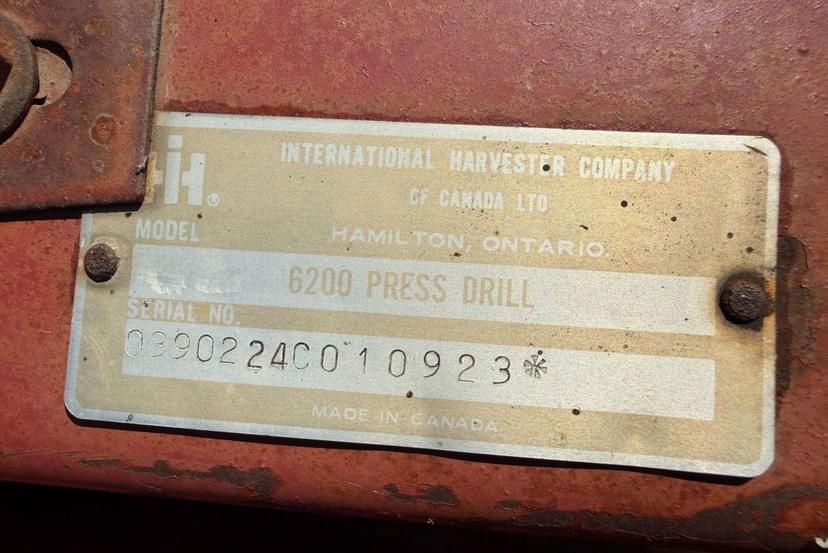 IH®
INTERNATIONAL HARVESTER COMPANY
OF CANADA LTD
HAMILTON, ONTARIO.
MODEL
6200 PRESS DRILL
SERIAL NO.
0390224C010923*
MADE IN CANADA